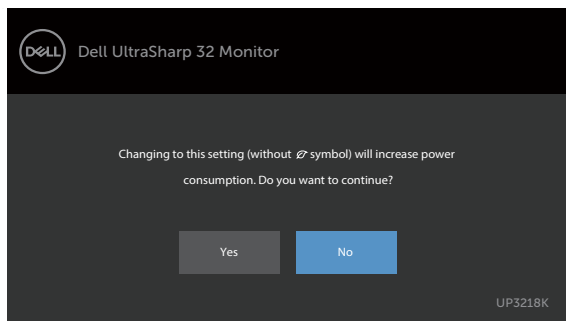 DELL
Dell UltraSharp 32 Monitor
Changing to this setting (without symbol) will increase power
consumption. Do you want to continue?
Yes
No
UP3218K